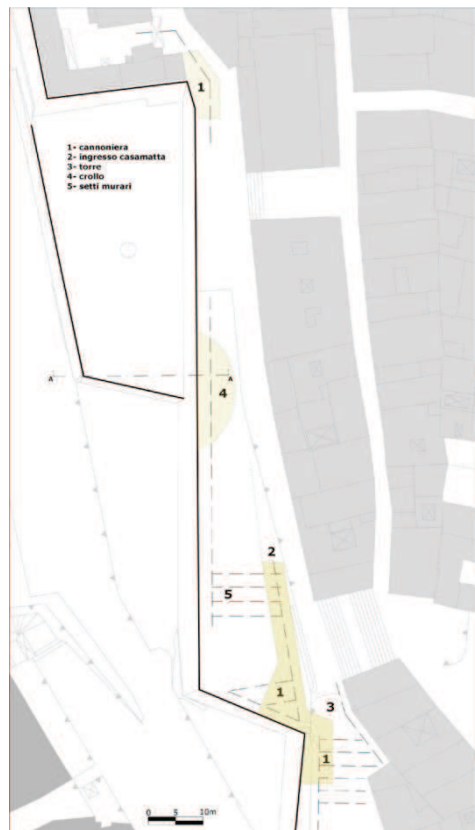 1
1- cannoniera
2- ingresso casamatta
3- torre
4- crollo
5- setti murari
A A
4
2
5
1
3
1
0 5 10m